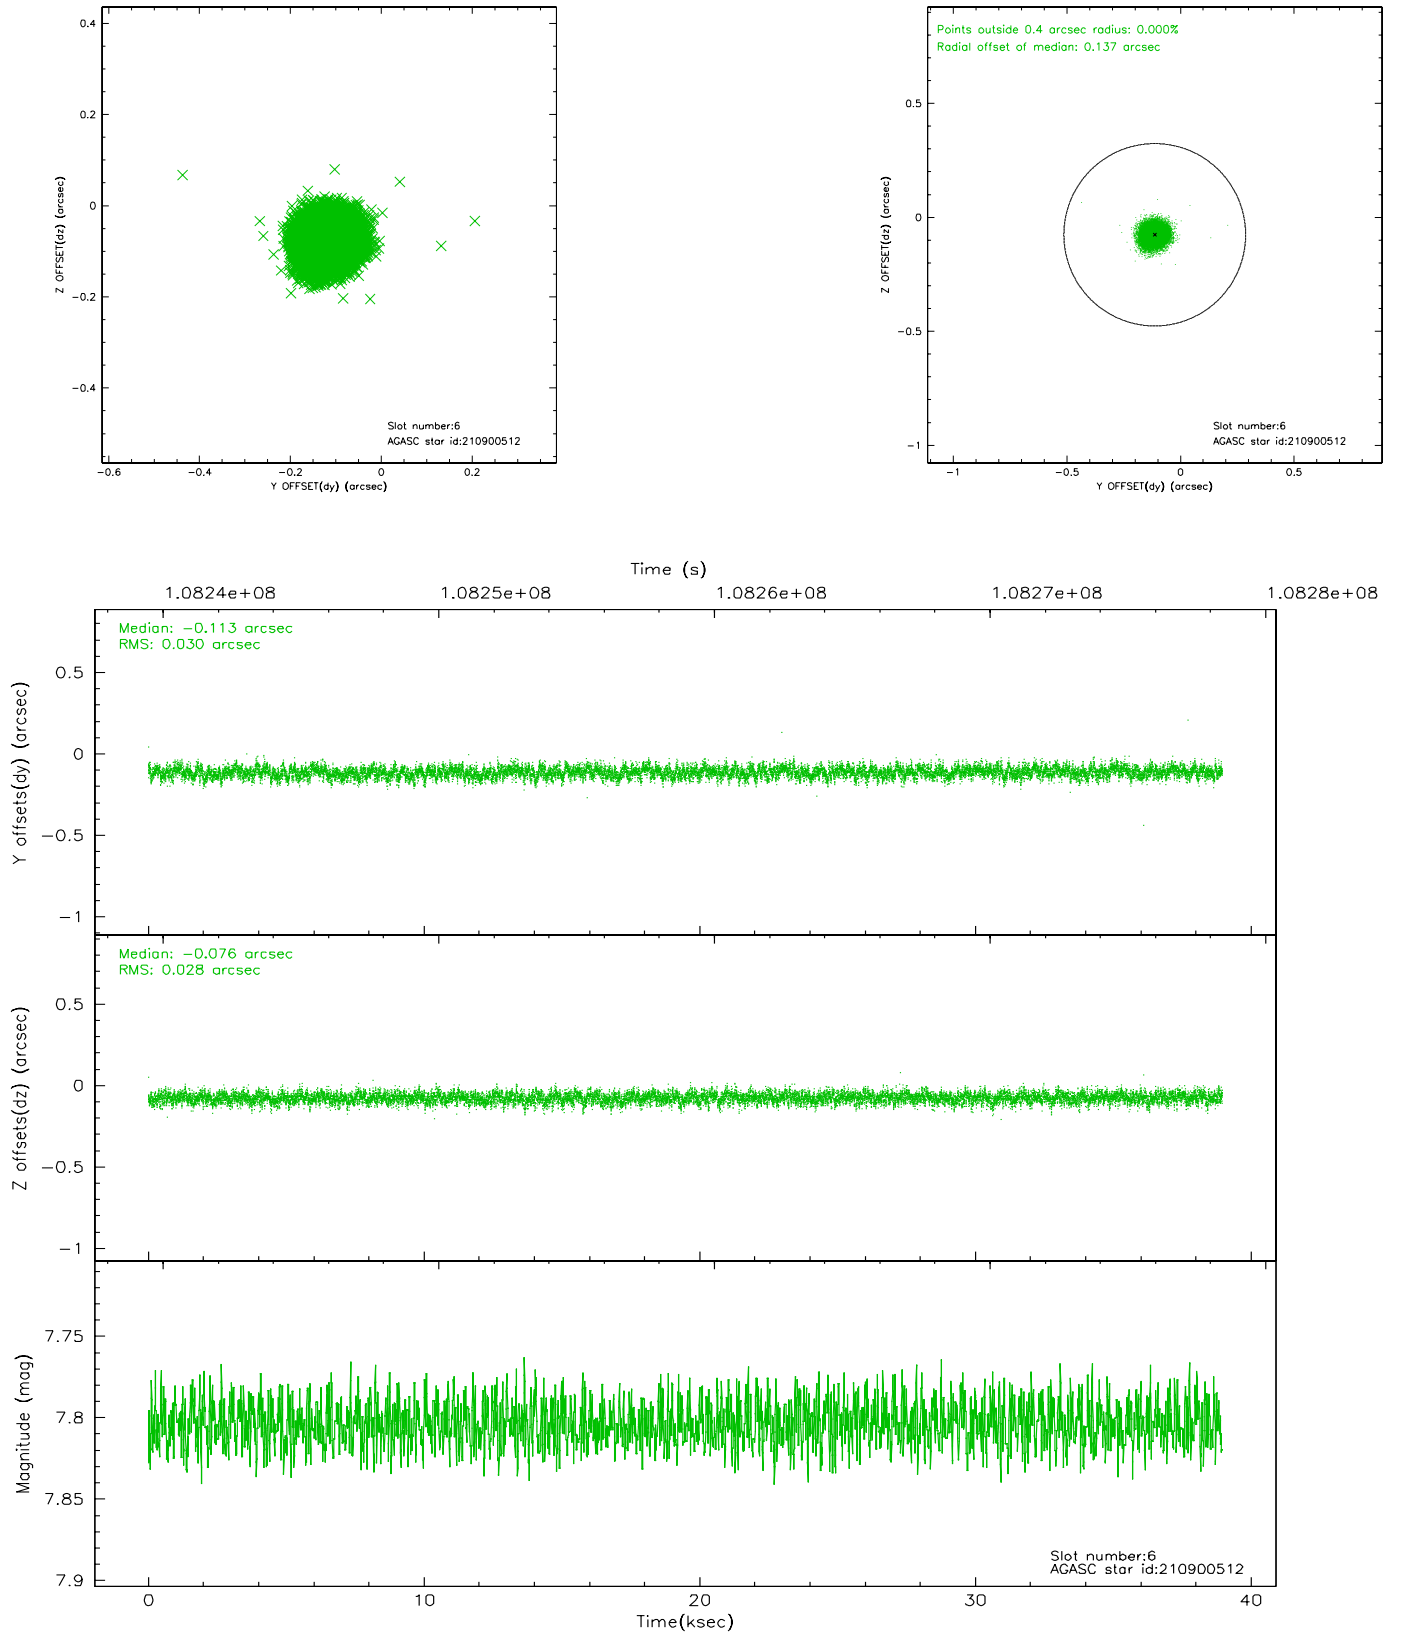 0.4
0.2
0
−0.2
−0.4
Z OFFSET(dz) (arcsec)
Slot number:6
AGASC star id:210900512
−0.6
−0.4
−0.2
0
0.2
Y OFFSET(dy) (arcsec)
Points outside 0.4 arcsec radius: 0.000%
Radial offset of median: 0.137 arcsec
0.5
0
−0.5
−1
Z OFFSET(dz) (arcsec)
Slot number:6
AGASC star id:210900512
−1
−0.5
0
0.5
Y OFFSET(dy) (arcsec)
Time (s)
1.0824e+08
1.0825e+08
1.0826e+08
1.0827e+08
1.0828e+08
Median: −0.113 arcsec
RMS: 0.030 arcsec
0.5
0
−0.5
−1
Y offsets(dy) (arcsec)
Median: −0.076 arcsec
RMS: 0.028 arcsec
0.5
0
−0.5
−1
Z offsets(dz) (arcsec)
7.75
7.8
7.85
7.9
Magnitude (mag)
Slot number:6
AGASC star id:210900512
0
10
20
30
40
Time(ksec)